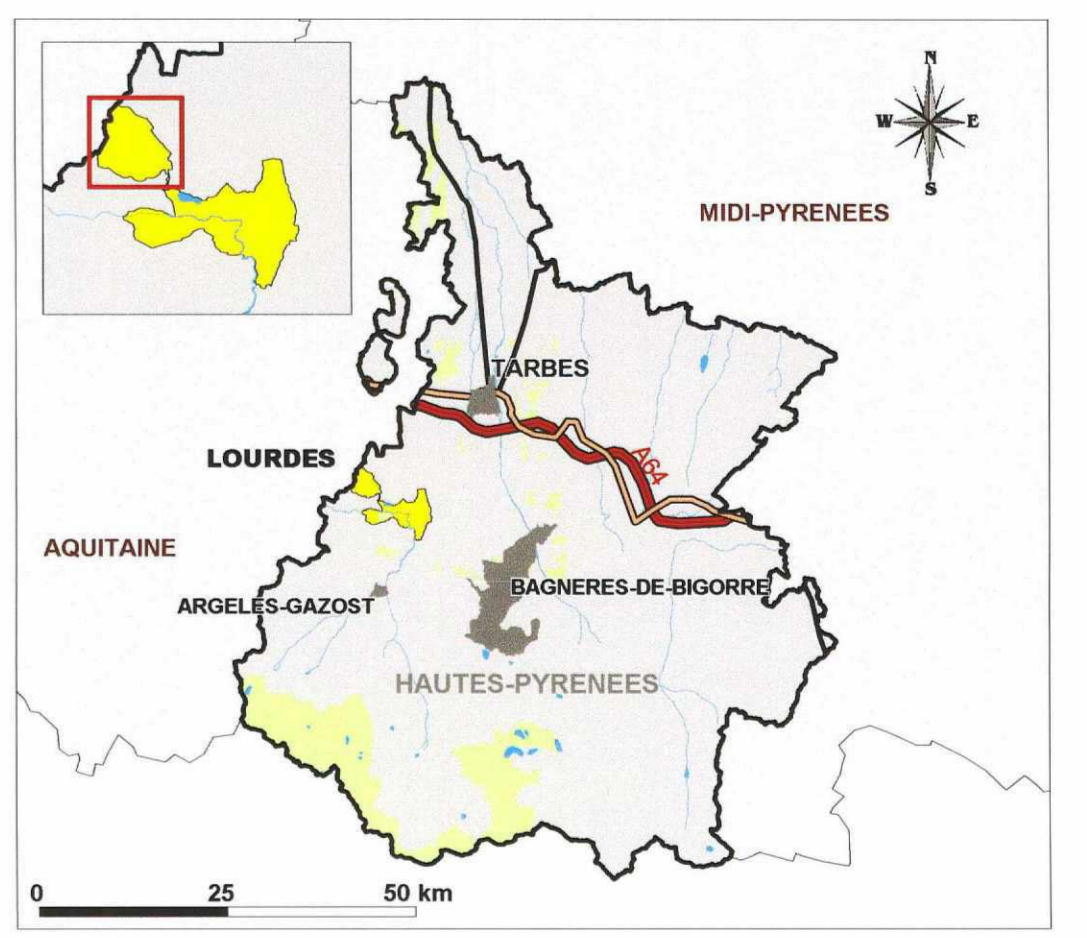 N
W E
S
MIDI-PYRENEES
TARBES
LOURDES
A64
AQUITAINE
BAGNERES-DE-BIGORRE
ARGELES-GAZOST
HAUTES-PYRENEES
0 25 50 km